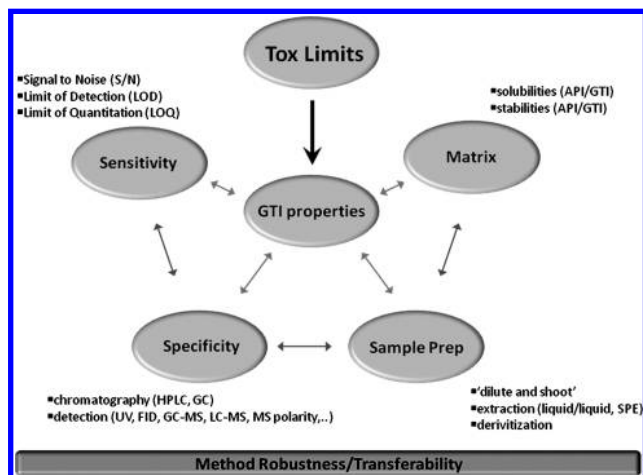 Tox Limits
▪Signal to Noise (S/N)
▪Limit of Detection (LOD)
▪Limit of Quantitation (LOQ)
▪solubilities (API/GTI)
▪stabilities (API/GTI)
Sensitivity
Matrix
GTI properties
Specificity
Sample Prep
▪chromatography (HPLC, GC)
▪detection (UV, FID, GC-MS, LC-MS, MS polarity,..)
▪'dilute and shoot'
▪extraction (liquid/liquid, SPE)
▪derivitization
Method Robustness/Transferability